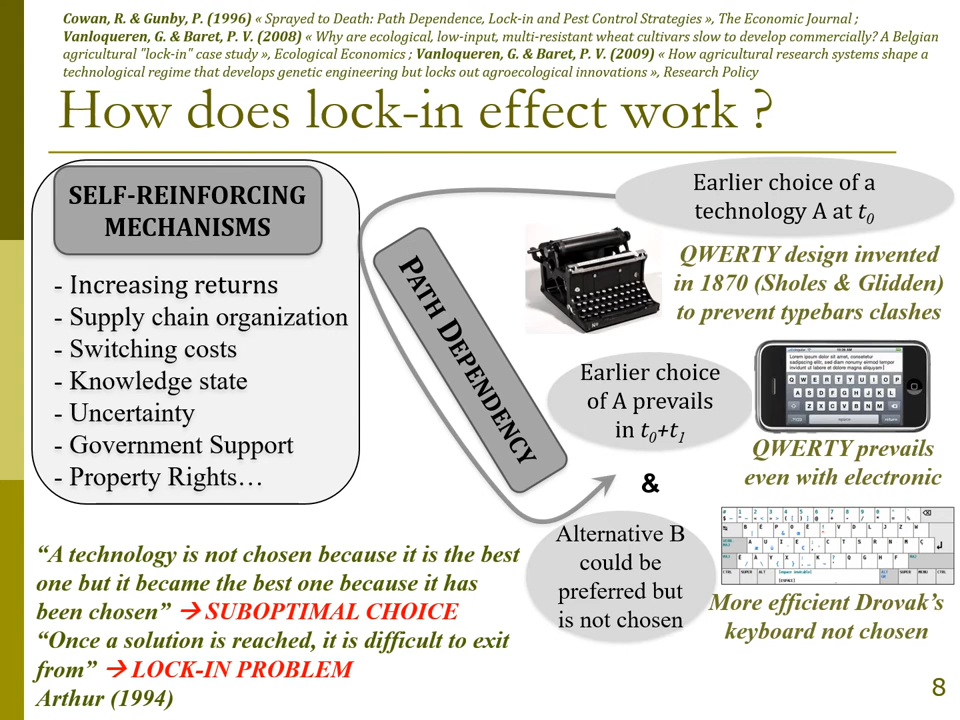 Cowan, R. & Gunby, P. (1996) « Sprayed to Death: Path Dependence, Lock-in and Pest Control Strategies », The Economic Journal ;
Vanloqueren, G. & Baret, P. V. (2008) « Why are ecological, low-input, multi-resistant wheat cultivars slow to develop commercially? A Belgian
agricultural "lock-in" case study », Ecological Economics ; Vanloqueren, G. & Baret, P. V. (2009) « How agricultural research systems shape a
technological regime that develops genetic engineering but locks out agroecological innovations », Research Policy
How does lock-in effect work ?
SELF-REINFORCING
MECHANISMS
- Increasing returns
- Supply chain organization
- Switching costs
- Knowledge state
- Uncertainty
- Government Support
- Property Rights…
PATH DEPENDENCY
Earlier choice of a
technology A at t0
QWERTY design invented
in 1870 (Sholes & Glidden)
to prevent typebars clashes
Earlier choice
of A prevails
in t0+t1
Lorem ipsum dolor sit amet, consectetur
Q W E R T Y U I O P
A S D F G H J K L
Z X C V B N M
QWERTY prevails
even with electronic
&
Alternative B
could be
preferred but
is not chosen
More efficient Drovak’s
keyboard not chosen
“A technology is not chosen because it is the best
one but it became the best one because it has
been chosen” → SUBOPTIMAL CHOICE
“Once a solution is reached, it is difficult to exit
from” → LOCK-IN PROBLEM
Arthur (1994)
8